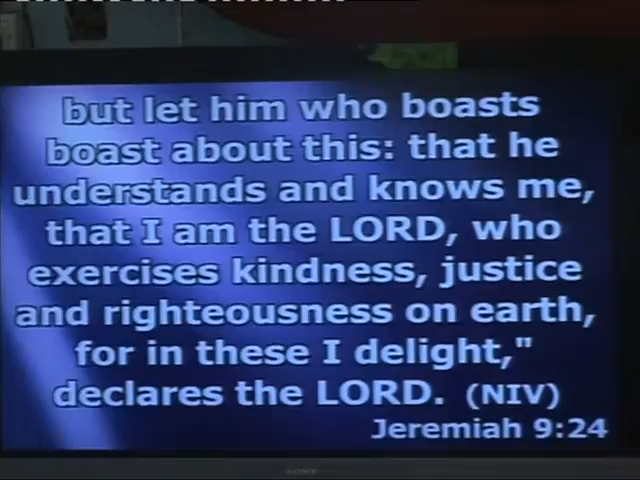 but let him who boasts
boast about this: that he
understands and knows me,
that I am the LORD, who
exercises kindness, justice
and righteousness on earth,
for in these I delight,"
declares the LORD. (NIV)
Jeremiah 9:24
SONY